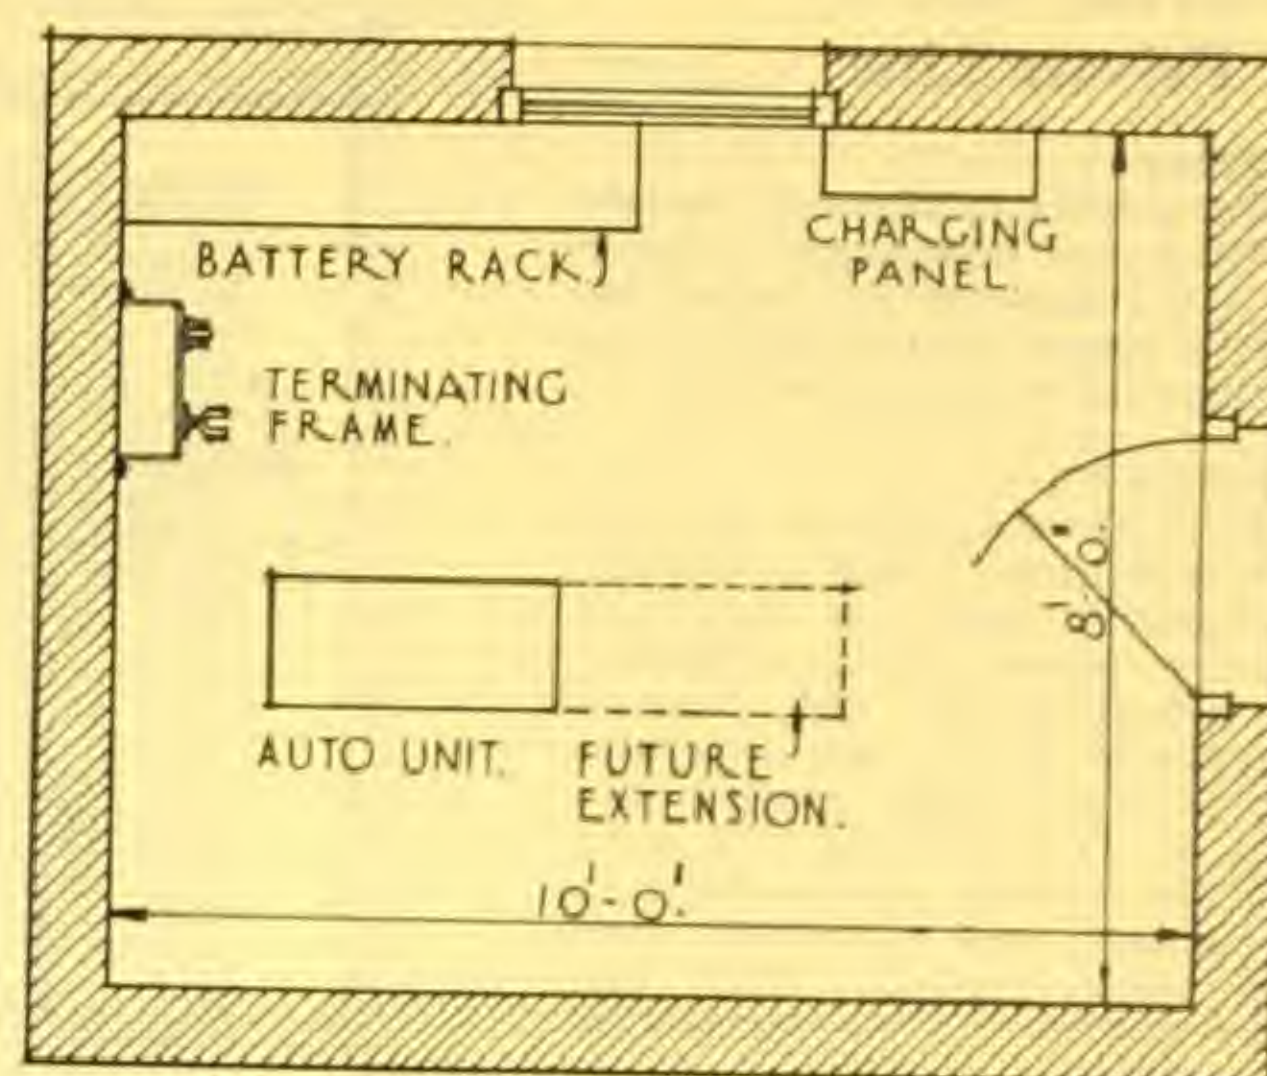 BATTERY RACK.
CHARGING
PANEL.
TERMINATING
FRAME.
8'. 0."
AUTO UNIT.
FUTURE
EXTENSION.
10'-0".